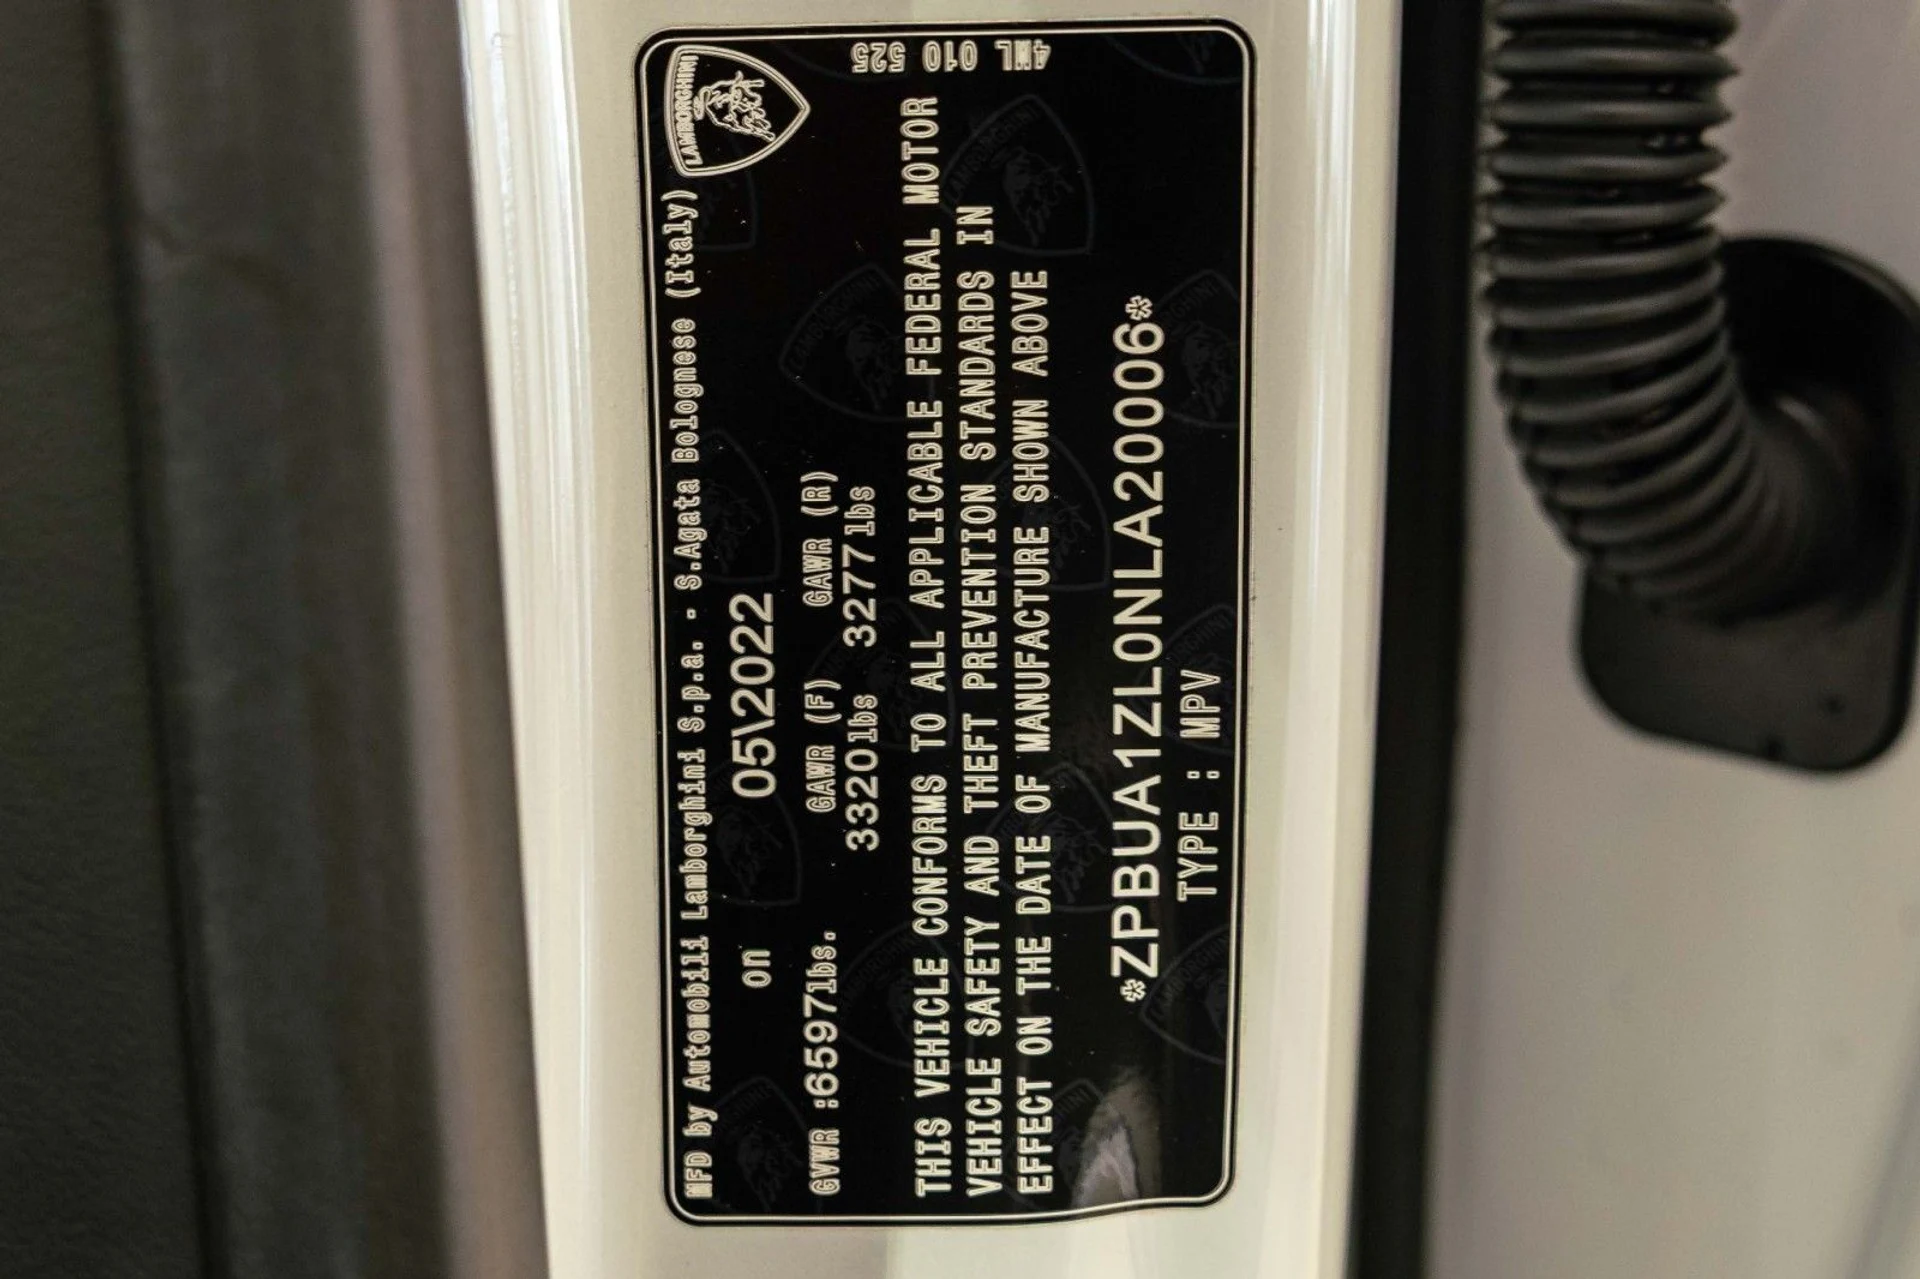 LAMBORGHINI
MFD by Automobili Lamborghini S.p.a. - S.Agata Bolognese (Italy)
on 05\2022
GVWR :6597lbs. GAWR (F) GAWR (R)
3320lbs 3277lbs
THIS VEHICLE CONFORMS TO ALL APPLICABLE FEDERAL MOTOR
VEHICLE SAFETY AND THEFT PREVENTION STANDARDS IN
EFFECT ON THE DATE OF MANUFACTURE SHOWN ABOVE
*ZPBUA1ZL0NLA20006*
TYPE : MPV
4ML 010 525